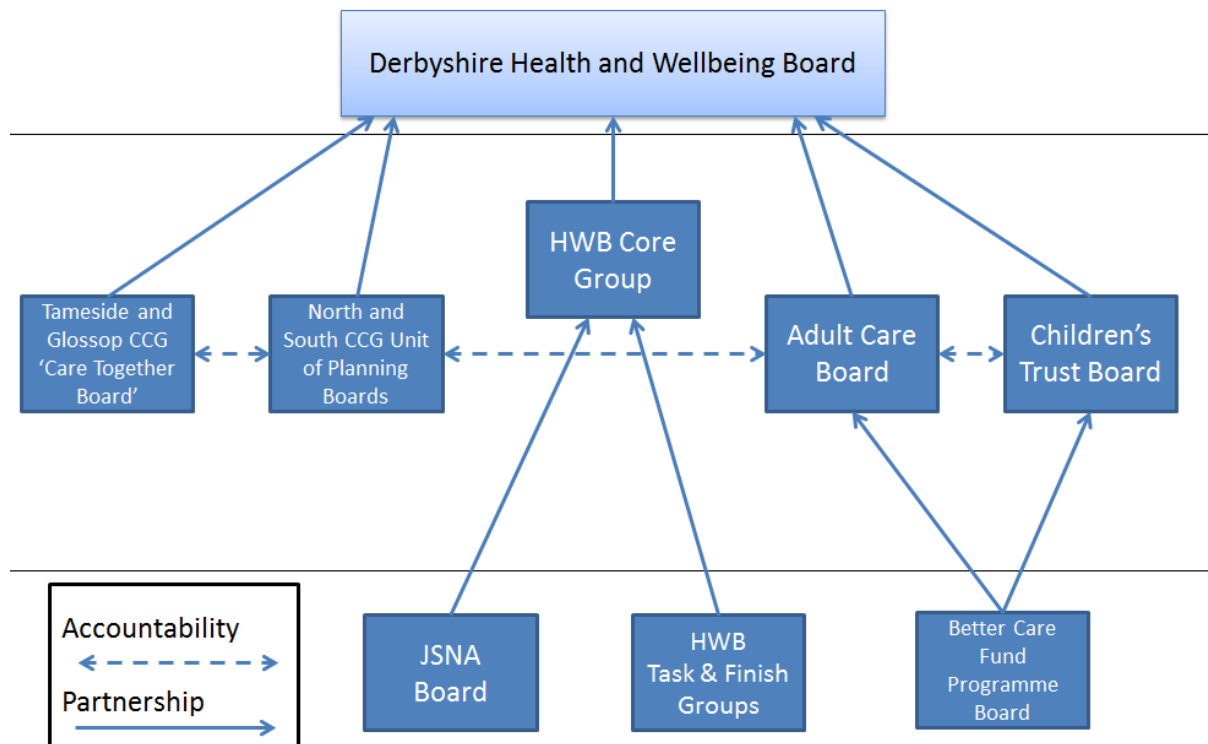 Derbyshire Health and Wellbeing Board
HWB Core
Group
Tameside and
Glossop CCG
‘Care Together
Board’
North and
South CCG Unit
of Planning
Boards
Adult Care
Board
Children’s
Trust Board
Accountability
Partnership
JSNA
Board
HWB
Task & Finish
Groups
Better Care
Fund
Programme
Board